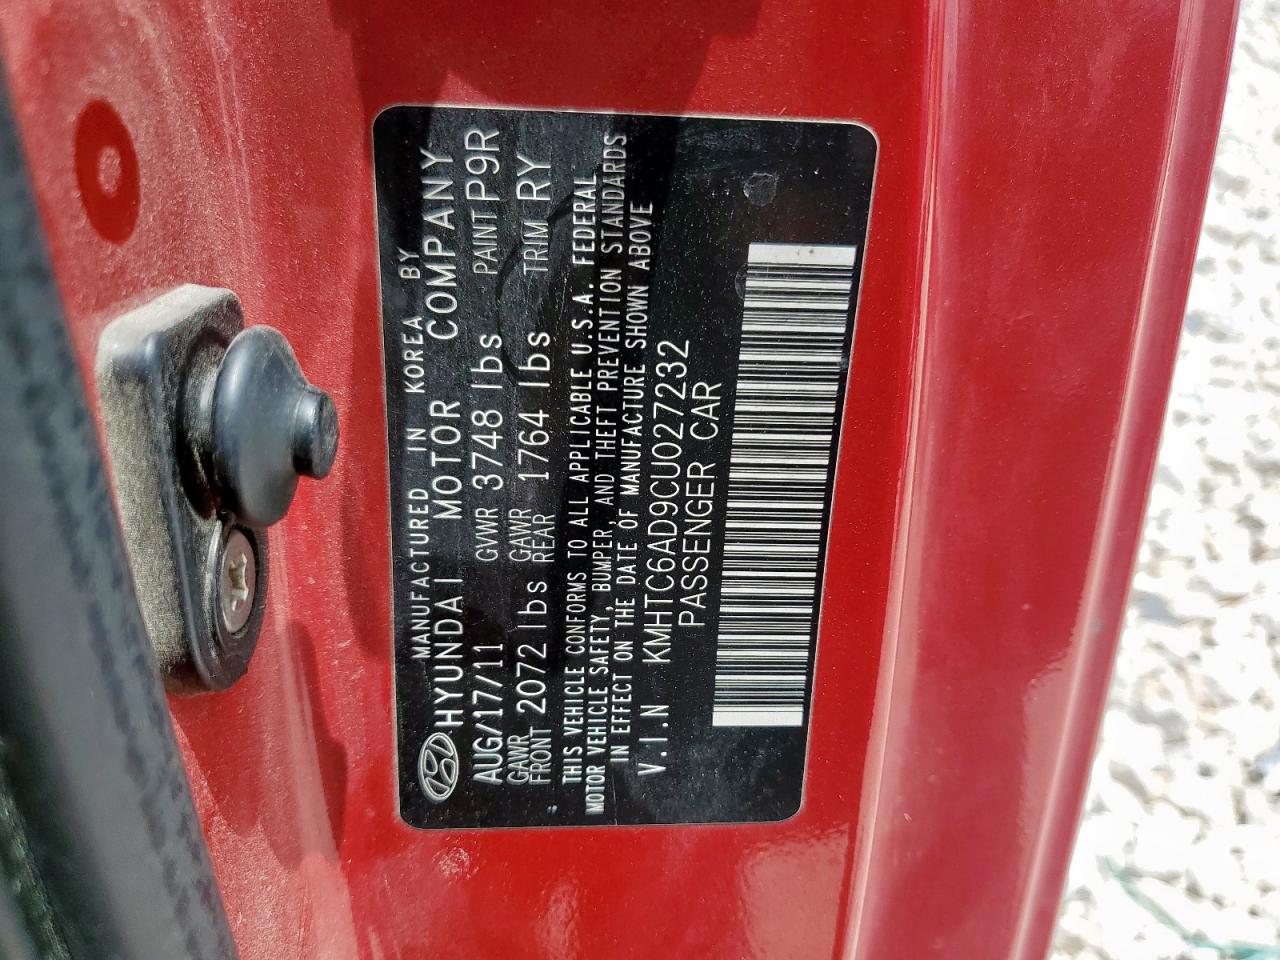 MANUFACTURED IN KOREA BY
HYUNDAI MOTOR COMPANY
AUG/17/11 GVWR 3748 lbs PAINT P9R
GAWR FRONT 2072 lbs GAWR REAR 1764 lbs TRIM RY
THIS VEHICLE CONFORMS TO ALL APPLICABLE U.S.A. FEDERAL
MOTOR VEHICLE SAFETY, BUMPER, AND THEFT PREVENTION STANDARDS
IN EFFECT ON THE DATE OF MANUFACTURE SHOWN ABOVE
V.I.N KMHTC6AD9CU027232
PASSENGER CAR